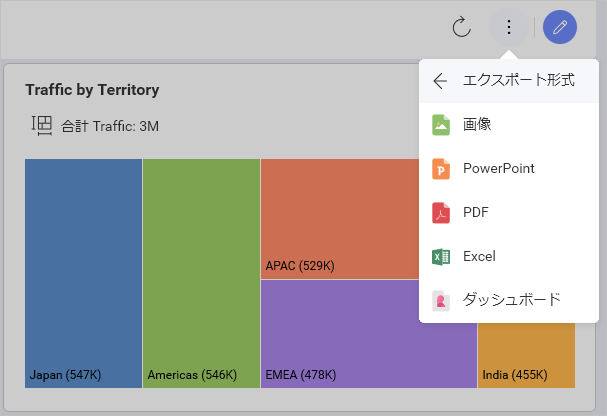 エクスポート形式
画像
PowerPoint
PDF
Excel
ダッシュボード
Traffic by Territory
合計 Traffic: 3M
APAC (529K)
Japan (547K)
Americas (546K)
EMEA (478K)
India (455K)